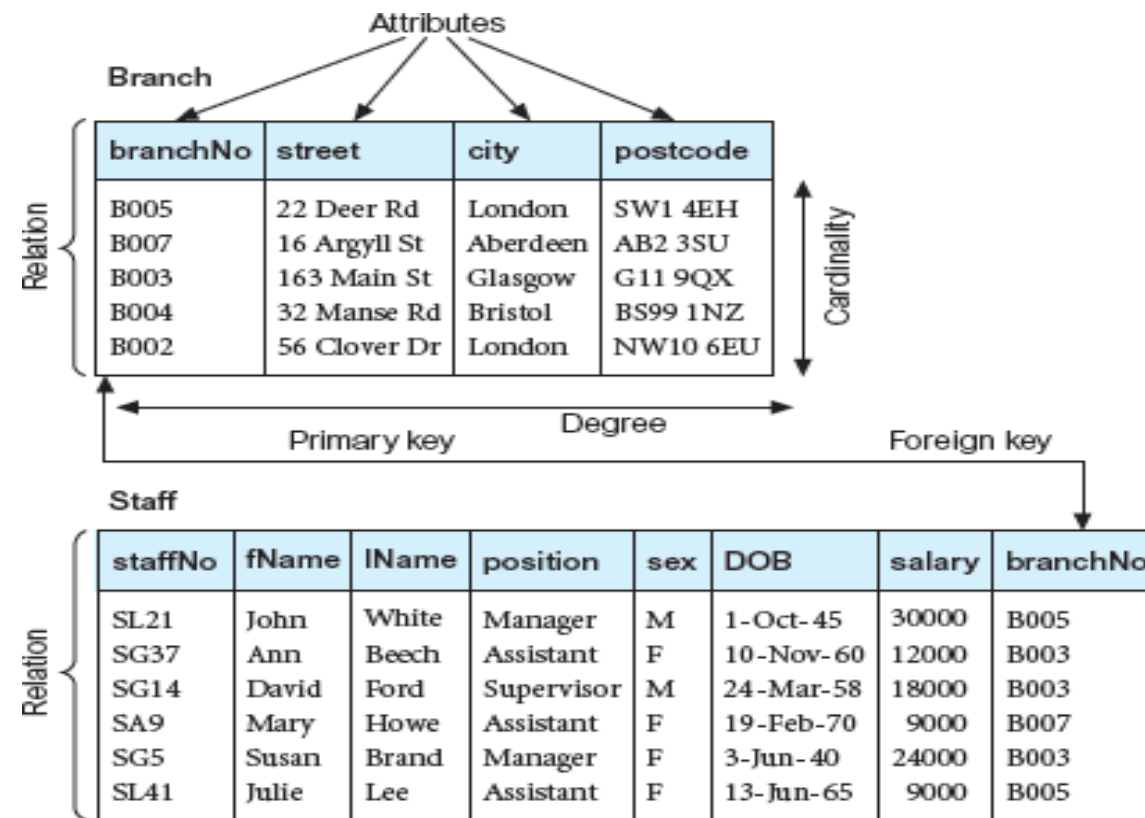 Attributes
Branch
branchNo street city postcode
B005 22 Deer Rd London SW1 4EH
B007 16 Argyll St Aberdeen AB2 3SU
B003 163 Main St Glasgow G11 9QX
B004 32 Manse Rd Bristol BS99 1NZ
B002 56 Clover Dr London NW10 6EU
Relation
Cardinality
Degree
Primary key
Foreign key
Staff
staffNo fName lName position sex DOB salary branchNo
SL21 John White Manager M 1-Oct-45 30000 B005
SG37 Ann Beech Assistant F 10-Nov-60 12000 B003
SG14 David Ford Supervisor M 24-Mar-58 18000 B003
SA9 Mary Howe Assistant F 19-Feb-70 9000 B007
SG5 Susan Brand Manager F 3-Jun-40 24000 B003
SL41 Julie Lee Assistant F 13-Jun-65 9000 B005
Relation